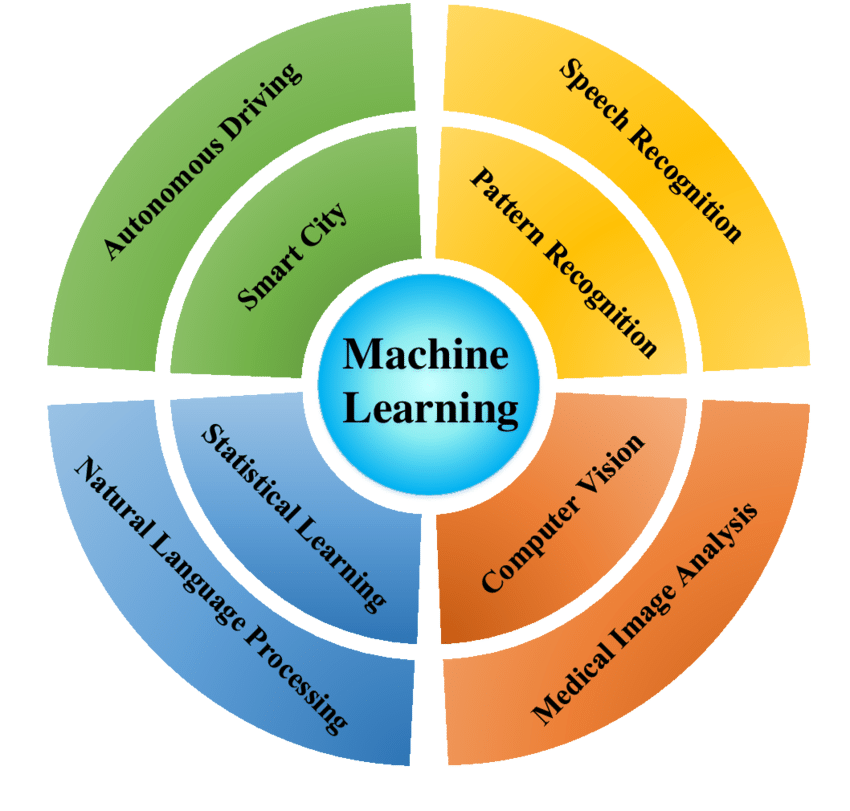 Autonomous Driving
Smart City
Speech Recognition
Pattern Recognition
Machine
Learning
Statistical Learning
Natural Language Processing
Computer Vision
Medical Image Analysis